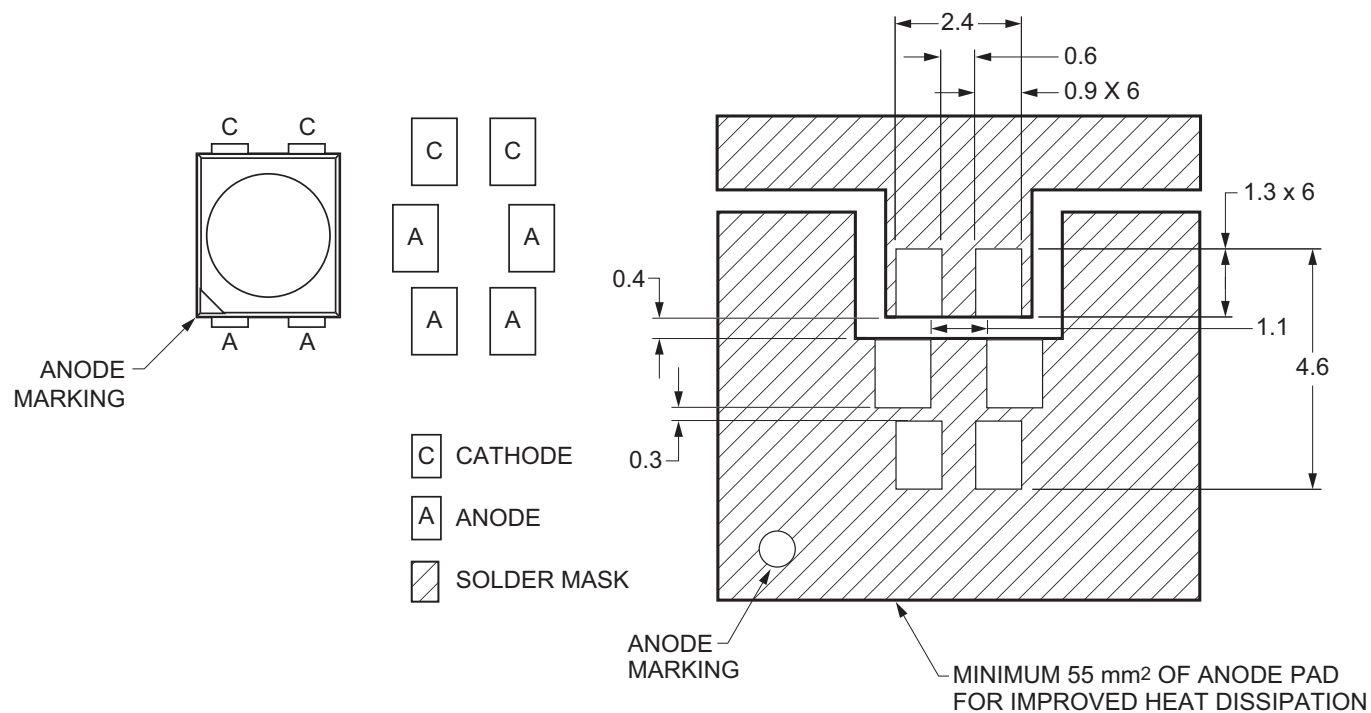 C C
A A
ANODE
MARKING
C C
A A
A A
C CATHODE
A ANODE
SOLDER MASK
2.4
0.6
0.9 X 6
1.3 x 6
0.4
1.1
4.6
0.3
ANODE
MARKING
MINIMUM 55 mm2 OF ANODE PAD
FOR IMPROVED HEAT DISSIPATION